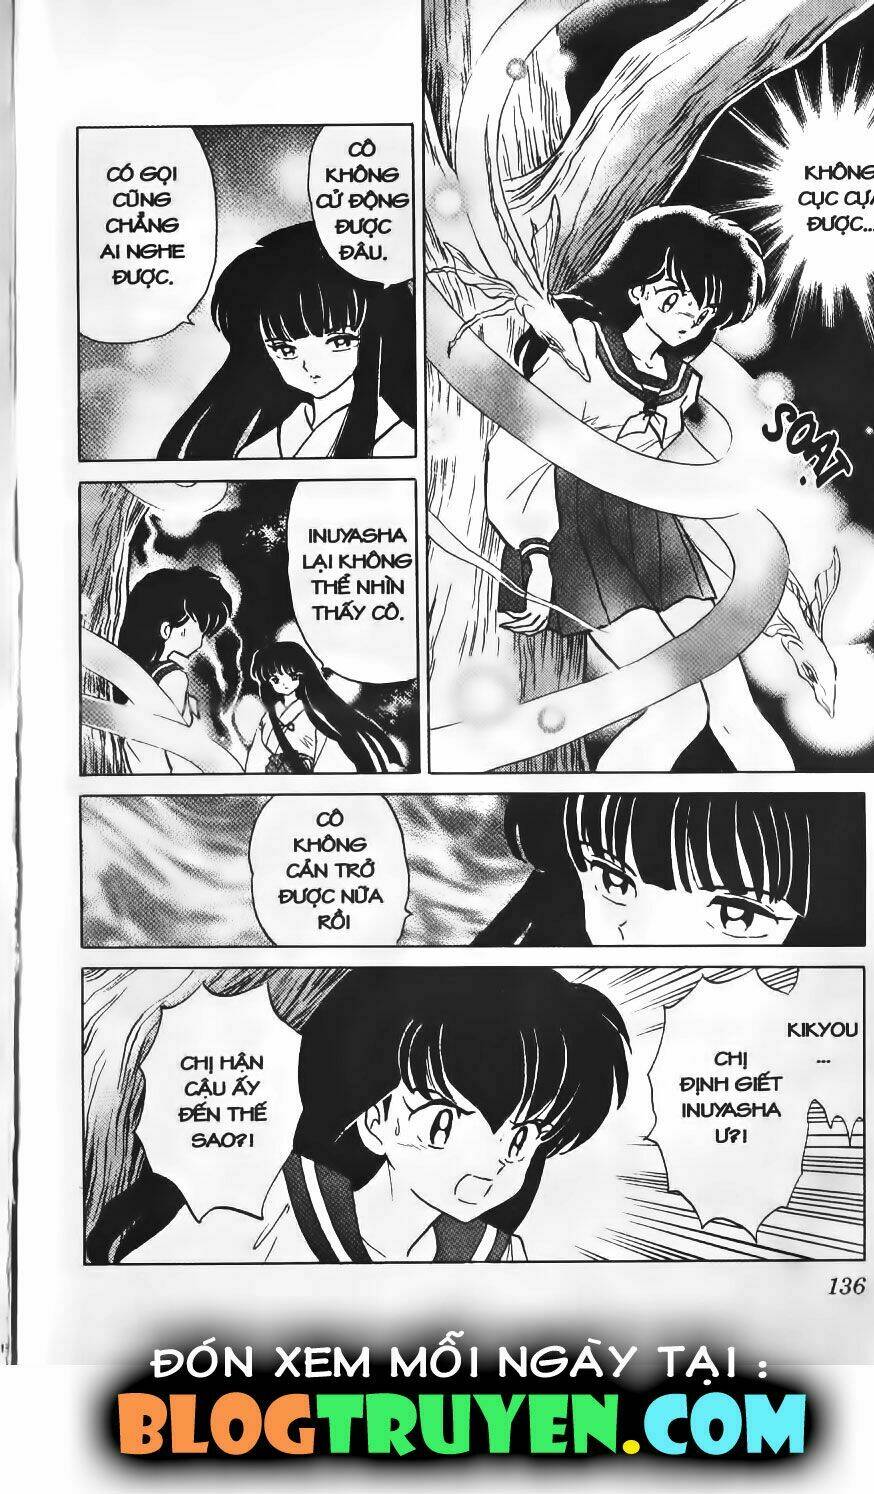 KHÔNG
CỤC CỰA
ĐƯỢC...
SOẠT
CÔ
KHÔNG
CỬ ĐỘNG
ĐƯỢC
ĐÂU.
CÓ GỌI
CŨNG
CHẲNG
AI NGHE
ĐƯỢC.
INUYASHA
LẠI KHÔNG
THỂ NHÌN
THẤY CÔ.
CÔ
KHÔNG
CẢN TRỞ
ĐƯỢC NỮA
RỒI
KIKYOU
...
CHỊ
ĐỊNH GIẾT
INUYASHA
Ư?!
CHỊ HẬN
CẬU ẤY
ĐẾN THẾ
SAO?!
136
ĐÓN XEM MỖI NGÀY TẠI :
BLOGTRUYEN.COM